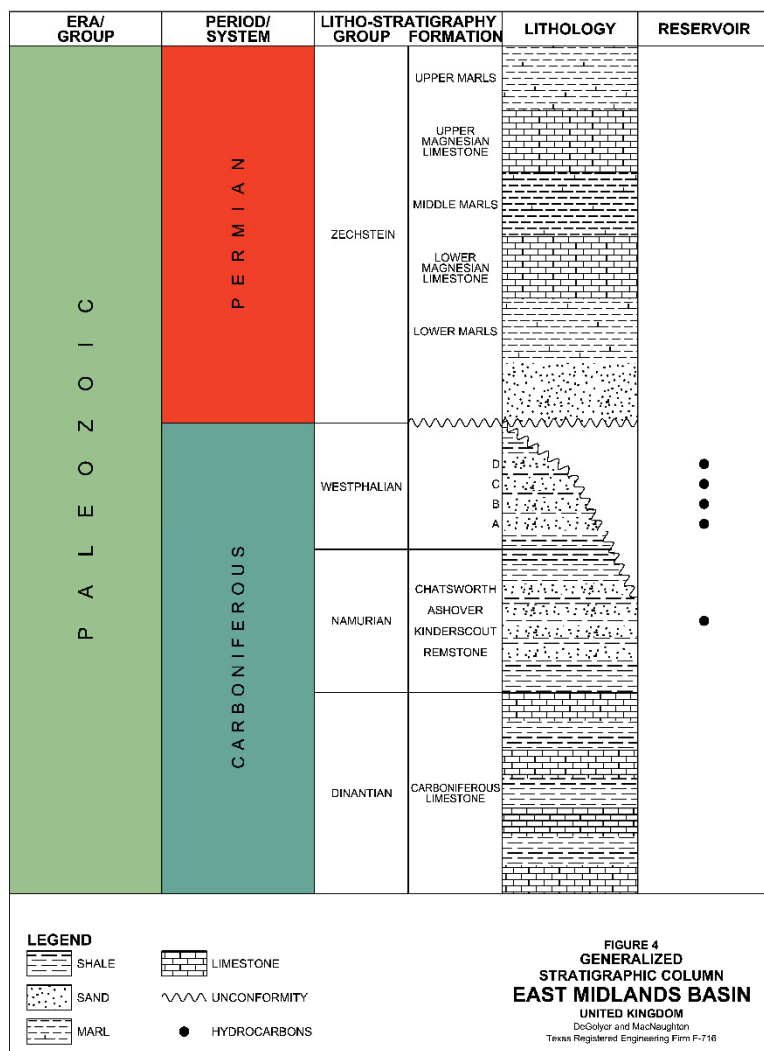 ERA/
GROUP
PERIOD/
SYSTEM
LITHO-STRATIGRAPHY
GROUP FORMATION
LITHOLOGY
RESERVOIR
PALEOZOIC
PERMIAN
CARBONIFEROUS
ZECHSTEIN
UPPER MARLS
UPPER
MAGNESIAN
LIMESTONE
MIDDLE MARLS
LOWER
MAGNESIAN
LIMESTONE
LOWER MARLS
WESTPHALIAN
D
C
B
A
NAMURIAN
CHATSWORTH
ASHOVER
KINDERSCOUT
REMSTONE
DINANTIAN
CARBONIFEROUS
LIMESTONE
LEGEND
SHALE
SAND
MARL
LIMESTONE
UNCONFORMITY
HYDROCARBONS
FIGURE 4
GENERALIZED
STRATIGRAPHIC COLUMN
EAST MIDLANDS BASIN
UNITED KINGDOM
DeGolyer and MacNaughton
Texas Registered Engineering Firm F-716